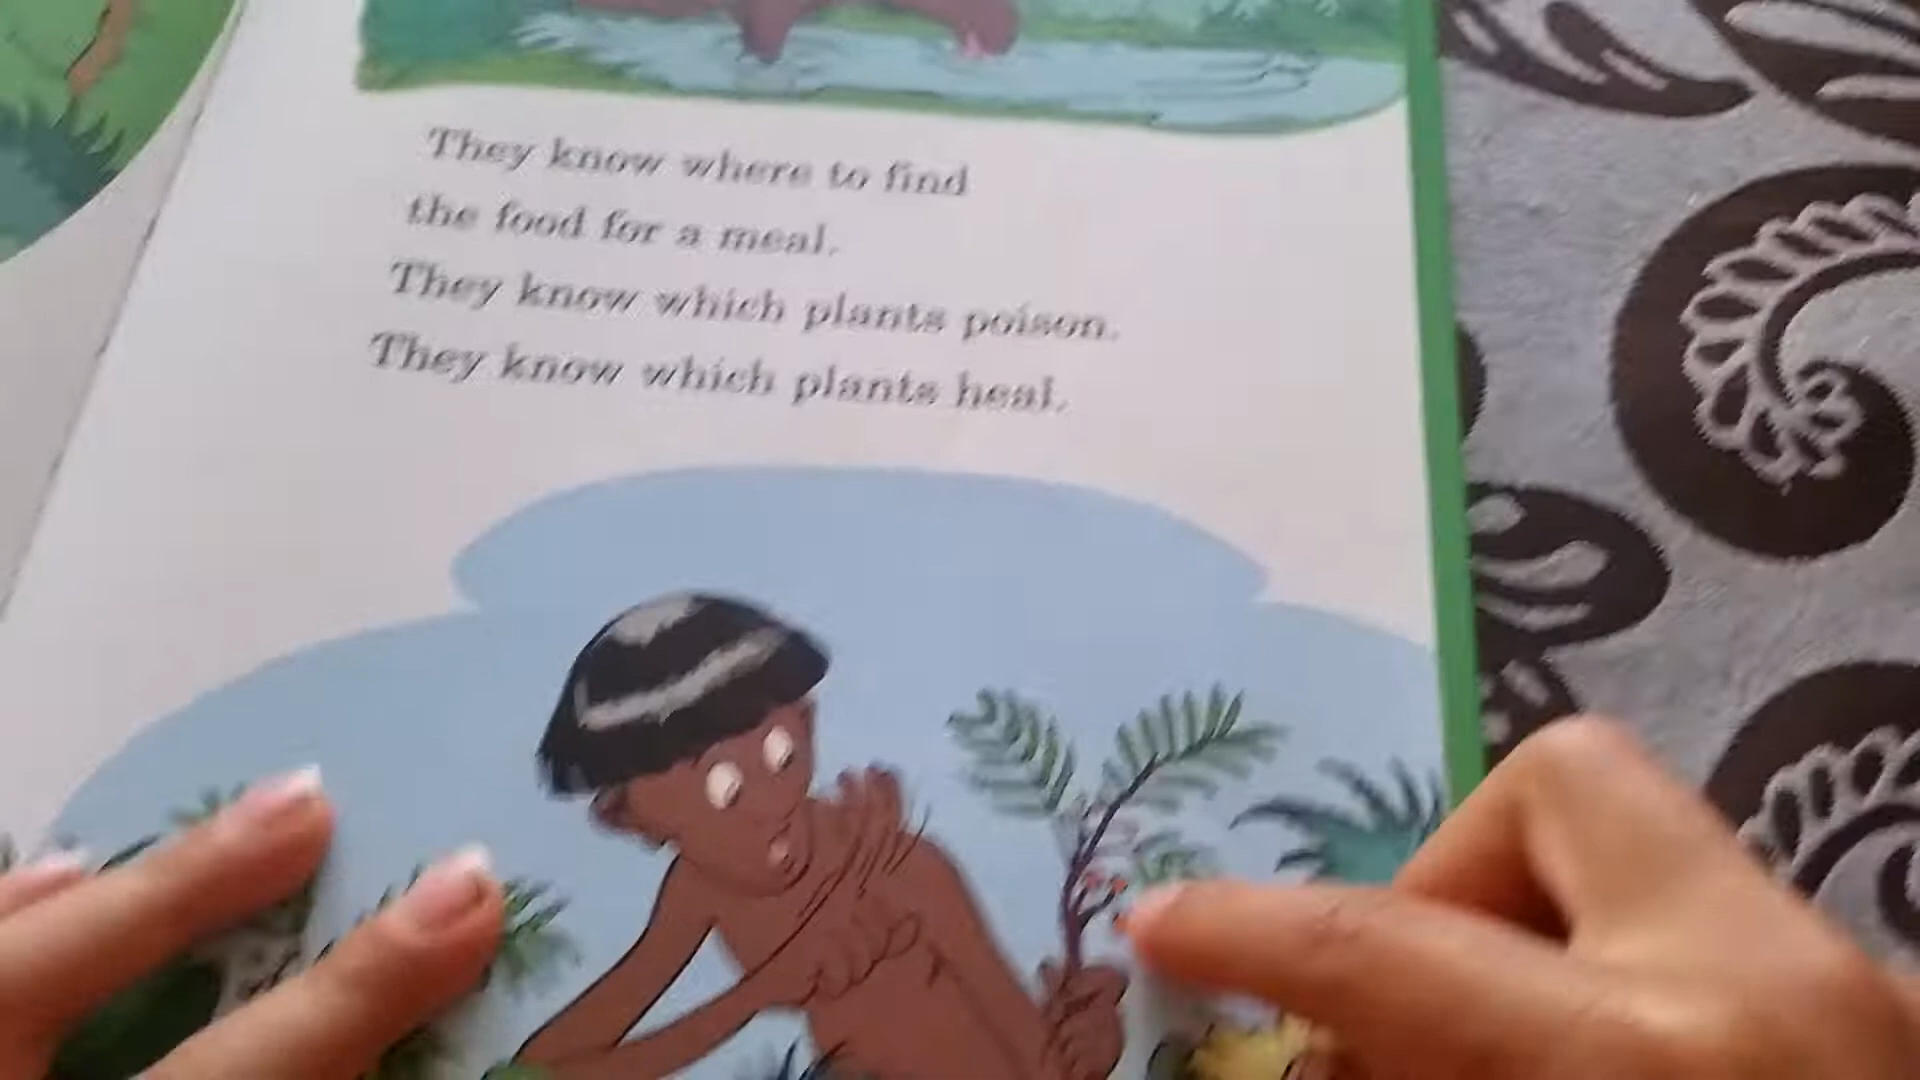 They know where to find
the food for a meal.
They know which plants poison.
They know which plants heal.